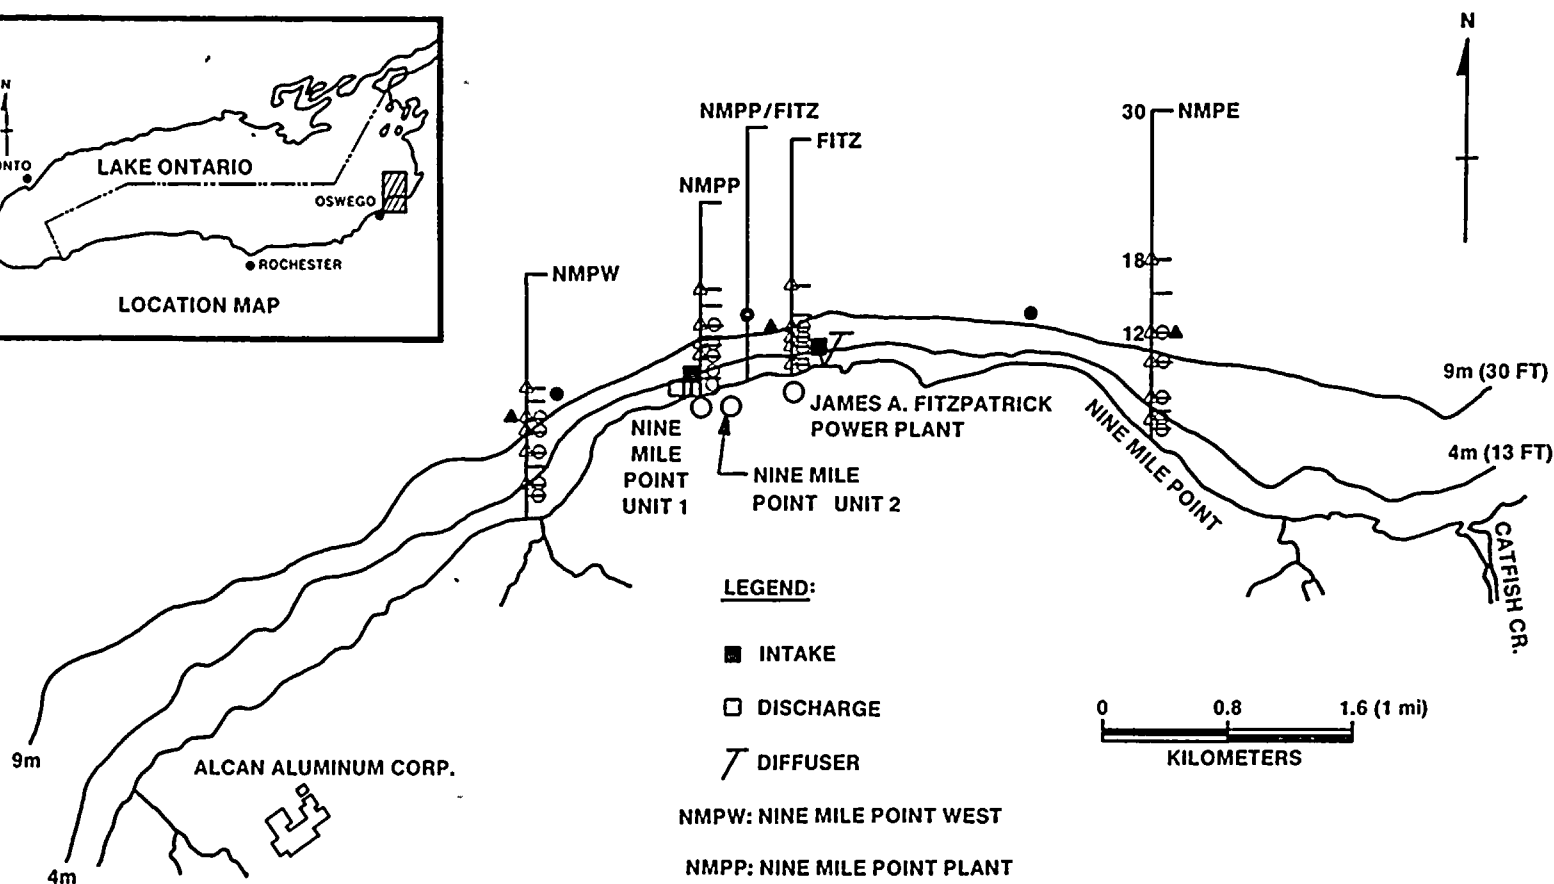 N
NTO
LAKE ONTARIO
OSWEGO
ROCHESTER
LOCATION MAP
N
NMPP/FITZ
FITZ
30 NMPE
NMPP
18
NMPW
12
9m (30 FT)
JAMES A. FITZPATRICK
POWER PLANT
NINE
MILE
POINT
UNIT 1
NINE MILE
POINT UNIT 2
NINE MILE POINT
4m (13 FT)
CATFISH CR.
LEGEND:
INTAKE
DISCHARGE
DIFFUSER
NMPW: NINE MILE POINT WEST
NMPP: NINE MILE POINT PLANT
0 0.8 1.6 (1 mi)
KILOMETERS
9m
ALCAN ALUMINUM CORP.
4m